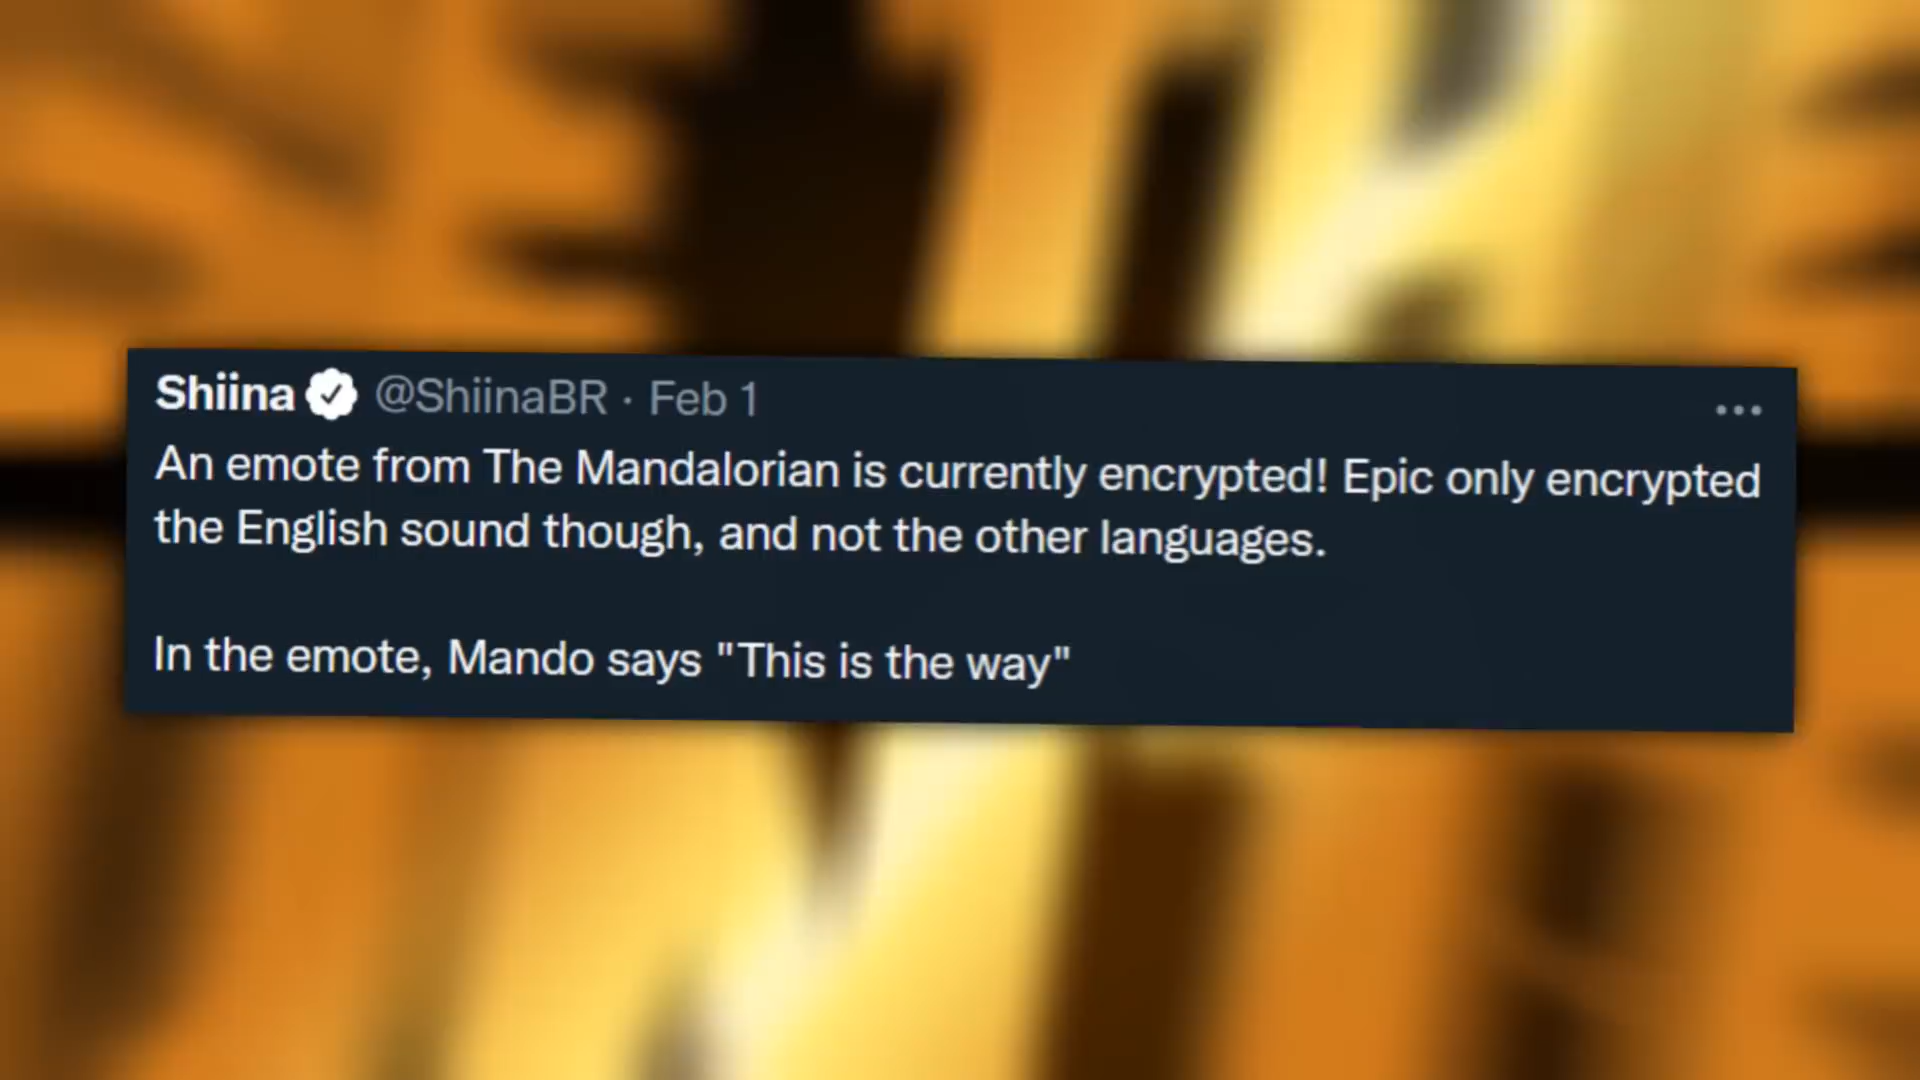 Shiina @ShiinaBR · Feb 1
An emote from The Mandalorian is currently encrypted! Epic only encrypted
the English sound though, and not the other languages.
In the emote, Mando says "This is the way"